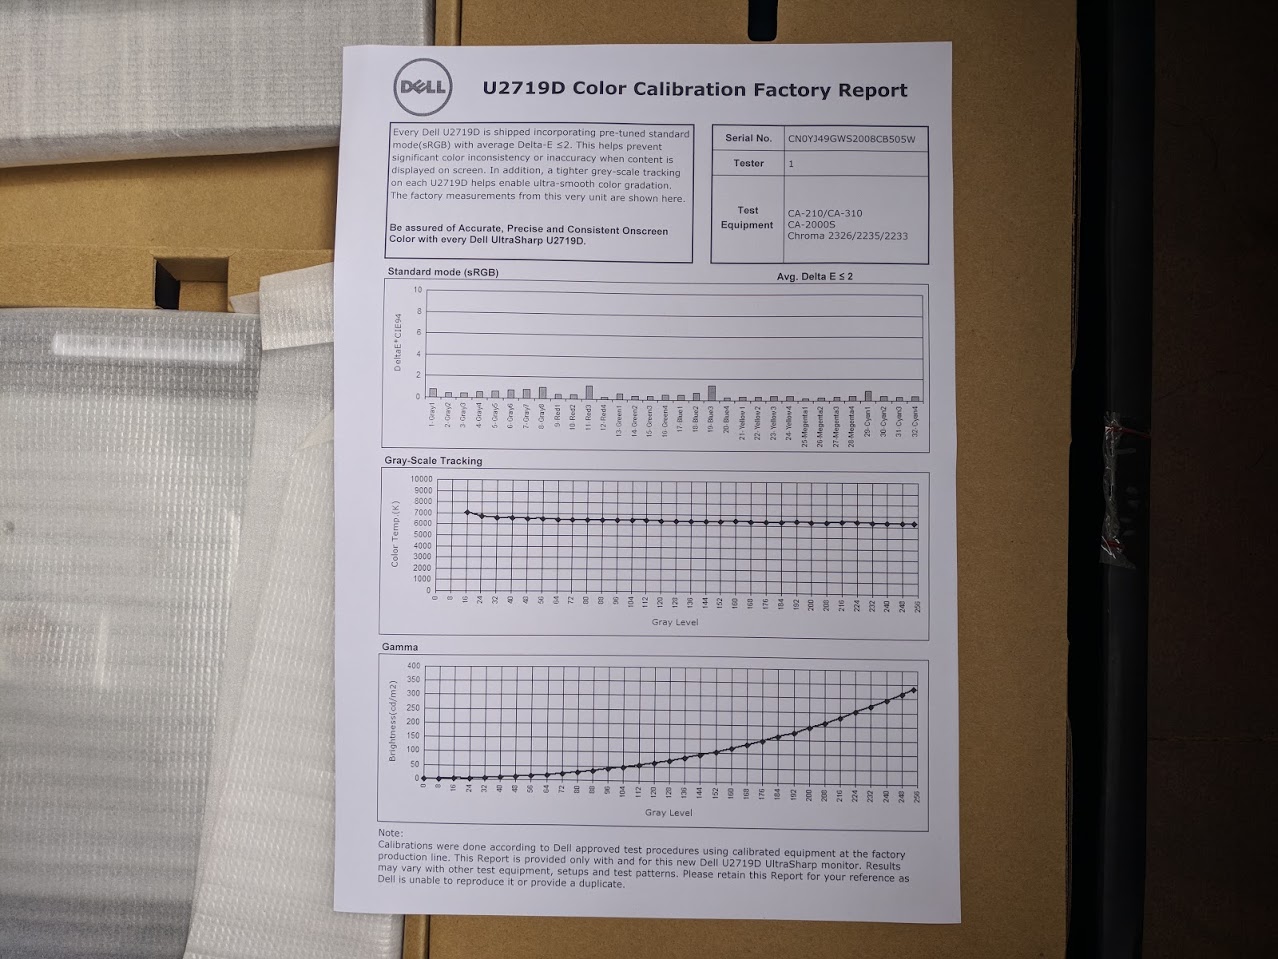 DELL
U2719D Color Calibration Factory Report
Every Dell U2719D is shipped incorporating pre-tuned standard
mode(sRGB) with average Delta-E ≤2. This helps prevent
significant color inconsistency or inaccuracy when content is
displayed on screen. In addition, a tighter grey-scale tracking
on each U2719D helps enable ultra-smooth color gradation.
The factory measurements from this very unit are shown here.
Be assured of Accurate, Precise and Consistent Onscreen
Color with every Dell UltraSharp U2719D.
Serial No. CN0YJ49GWS2008CB505W
Tester 1
Test
Equipment
CA-210/CA-310
CA-2000S
Chroma 2326/2235/2233
Standard mode (sRGB)
Avg. Delta E ≤ 2
DeltaE*CIE94
10
8
6
4
2
0
1-Gray1
2-Gray2
3-Gray3
4-Gray4
5-Gray5
6-Gray6
7-Gray7
8-Gray8
9-Red1
10-Red2
11-Red3
12-Red4
13-Green1
14-Green2
15-Green3
16-Green4
17-Blue1
18-Blue2
19-Blue3
20-Blue4
21-Yellow1
22-Yellow2
23-Yellow3
24-Yellow4
25-Megenta1
26-Megenta2
27-Megenta3
28-Megenta4
29-Cyan1
30-Cyan2
31-Cyan3
32-Cyan4
Gray-Scale Tracking
Color Temp.(K)
10000
9000
8000
7000
6000
5000
4000
3000
2000
1000
0
0 8 16 24 32 40 48 56 64 72 80 88 96 104 112 120 128 136 144 152 160 168 176 184 192 200 208 216 224 232 240 248 256
Gray Level
Gamma
Brightness(cd/m2)
400
350
300
250
200
150
100
50
0
0 8 16 24 32 40 48 56 64 72 80 88 96 104 112 120 128 136 144 152 160 168 176 184 192 200 208 216 224 232 240 248 256
Gray Level
Note:
Calibrations were done according to Dell approved test procedures using calibrated equipment at the factory
production line. This Report is provided only with and for this new Dell U2719D UltraSharp monitor. Results
may vary with other test equipment, setups and test patterns. Please retain this Report for your reference as
Dell is unable to reproduce it or provide a duplicate.